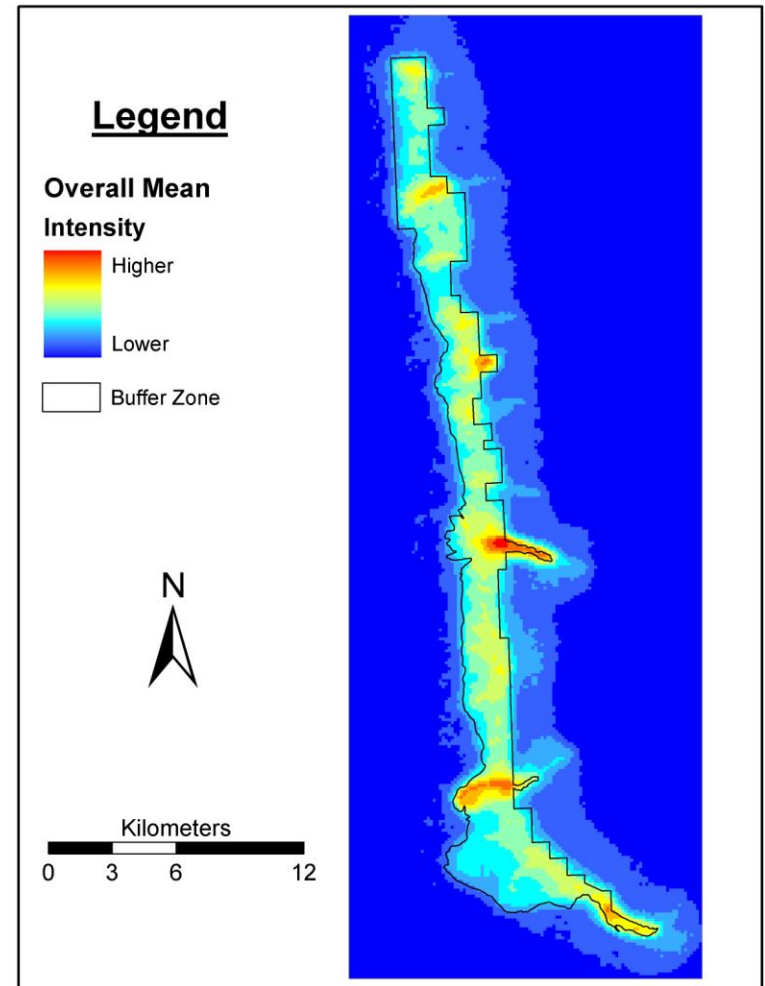 Legend
Overall Mean
Intensity
Higher
Lower
Buffer Zone
N
Kilometers
0 3 6 12